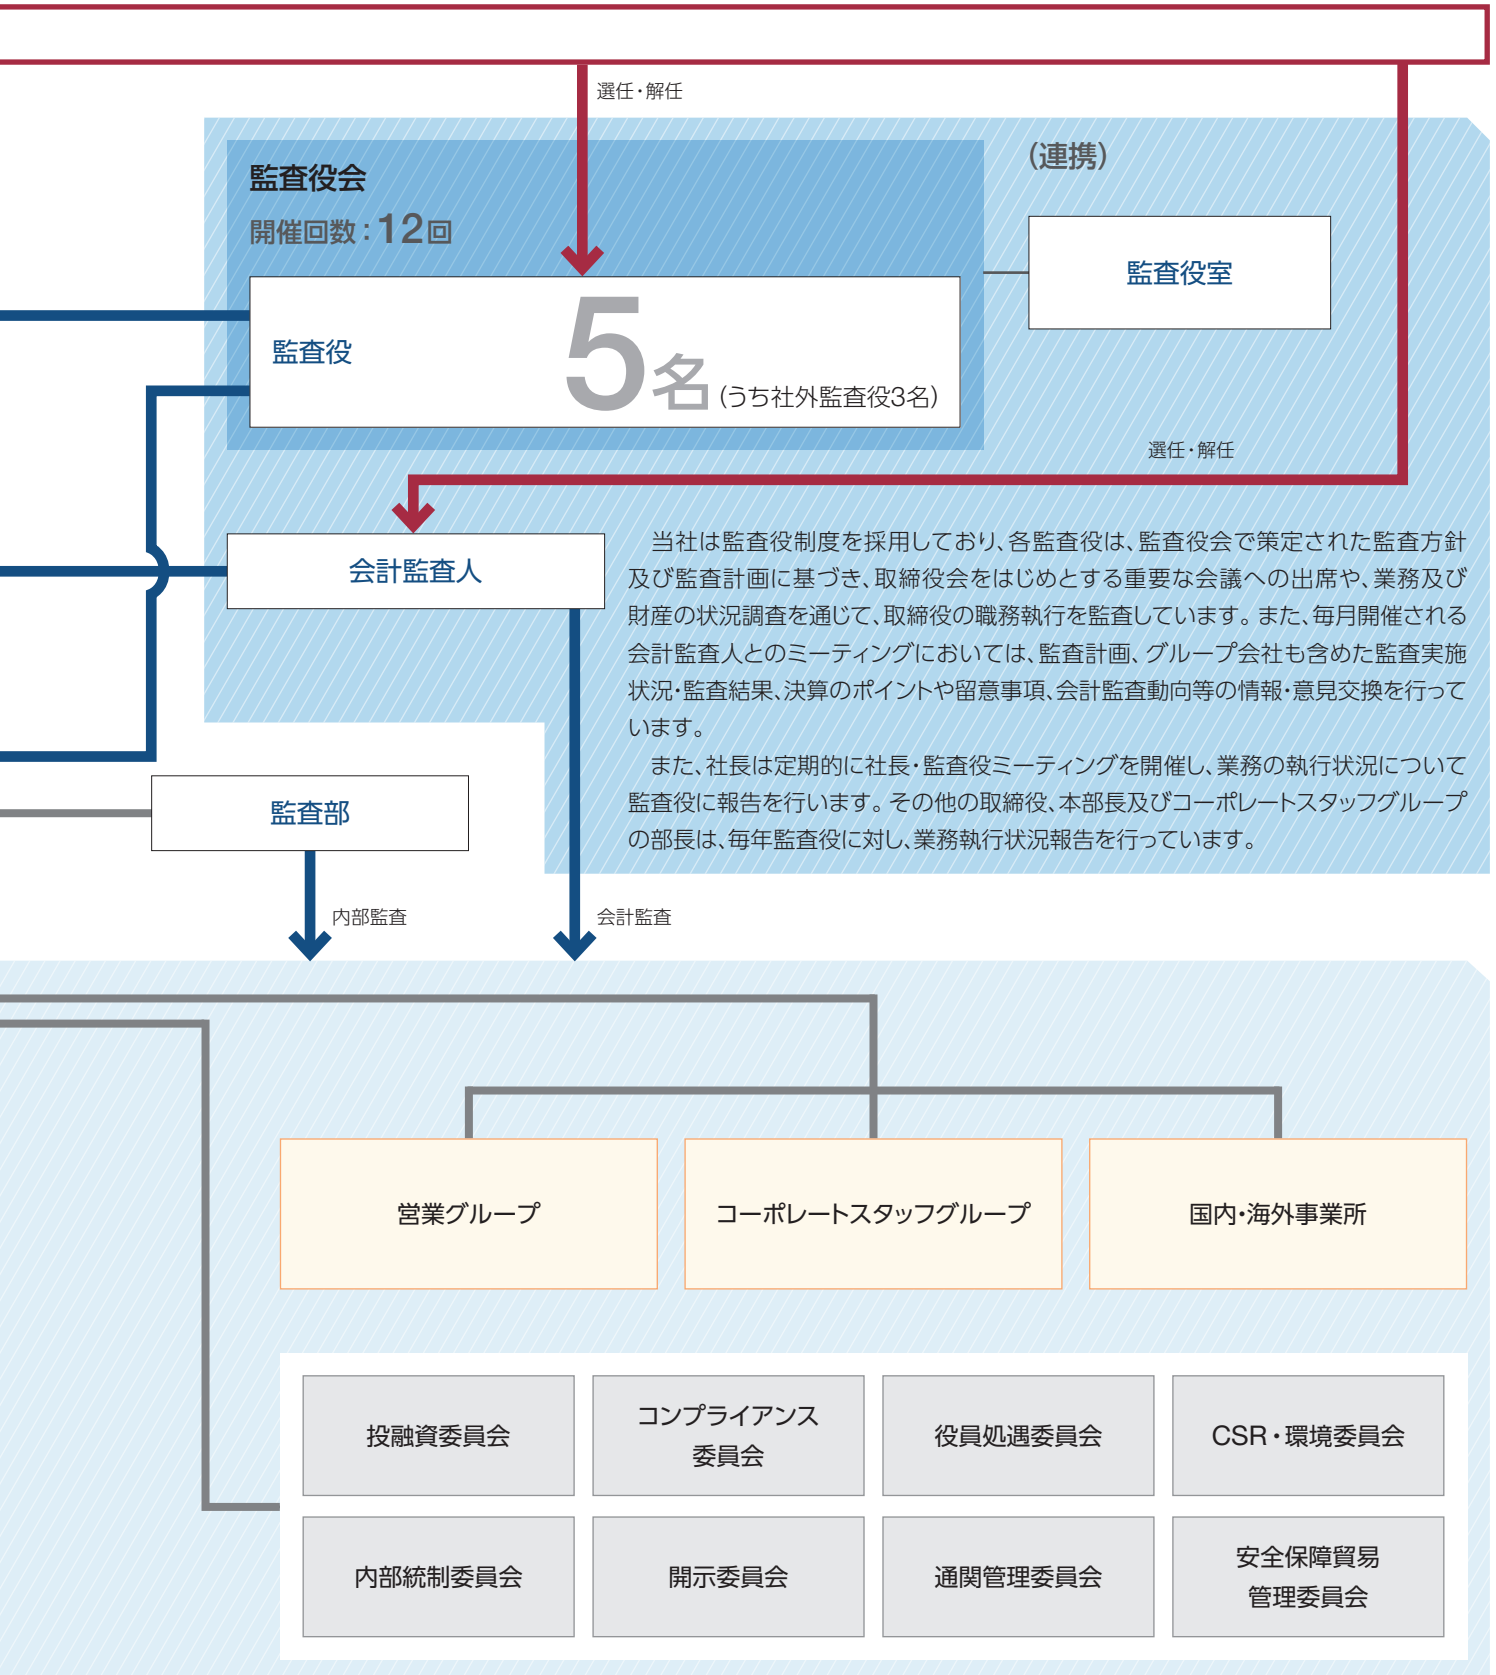 選任・解任
監査役会
開催回数：12回
（連携）
監査役室
監査役
5名（うち社外監査役3名）
選任・解任
会計監査人
当社は監査役制度を採用しており、各監査役は、監査役会で策定された監査方針
及び監査計画に基づき、取締役会をはじめとする重要な会議への出席や、業務及び
財産の状況調査を通じて、取締役の職務執行を監査しています。また、毎月開催される
会計監査人とのミーティングにおいては、監査計画、グループ会社も含めた監査実施
状況・監査結果、決算のポイントや留意事項、会計監査動向等の情報・意見交換を行って
います。
また、社長は定期的に社長・監査役ミーティングを開催し、業務の執行状況について
監査役に報告を行います。その他の取締役、本部長及びコーポレートスタッフグループ
の部長は、毎年監査役に対し、業務執行状況報告を行っています。
監査部
内部監査
会計監査
営業グループ
コーポレートスタッフグループ
国内・海外事業所
投融資委員会
コンプライアンス
委員会
役員処遇委員会
CSR・環境委員会
内部統制委員会
開示委員会
通関管理委員会
安全保障貿易
管理委員会